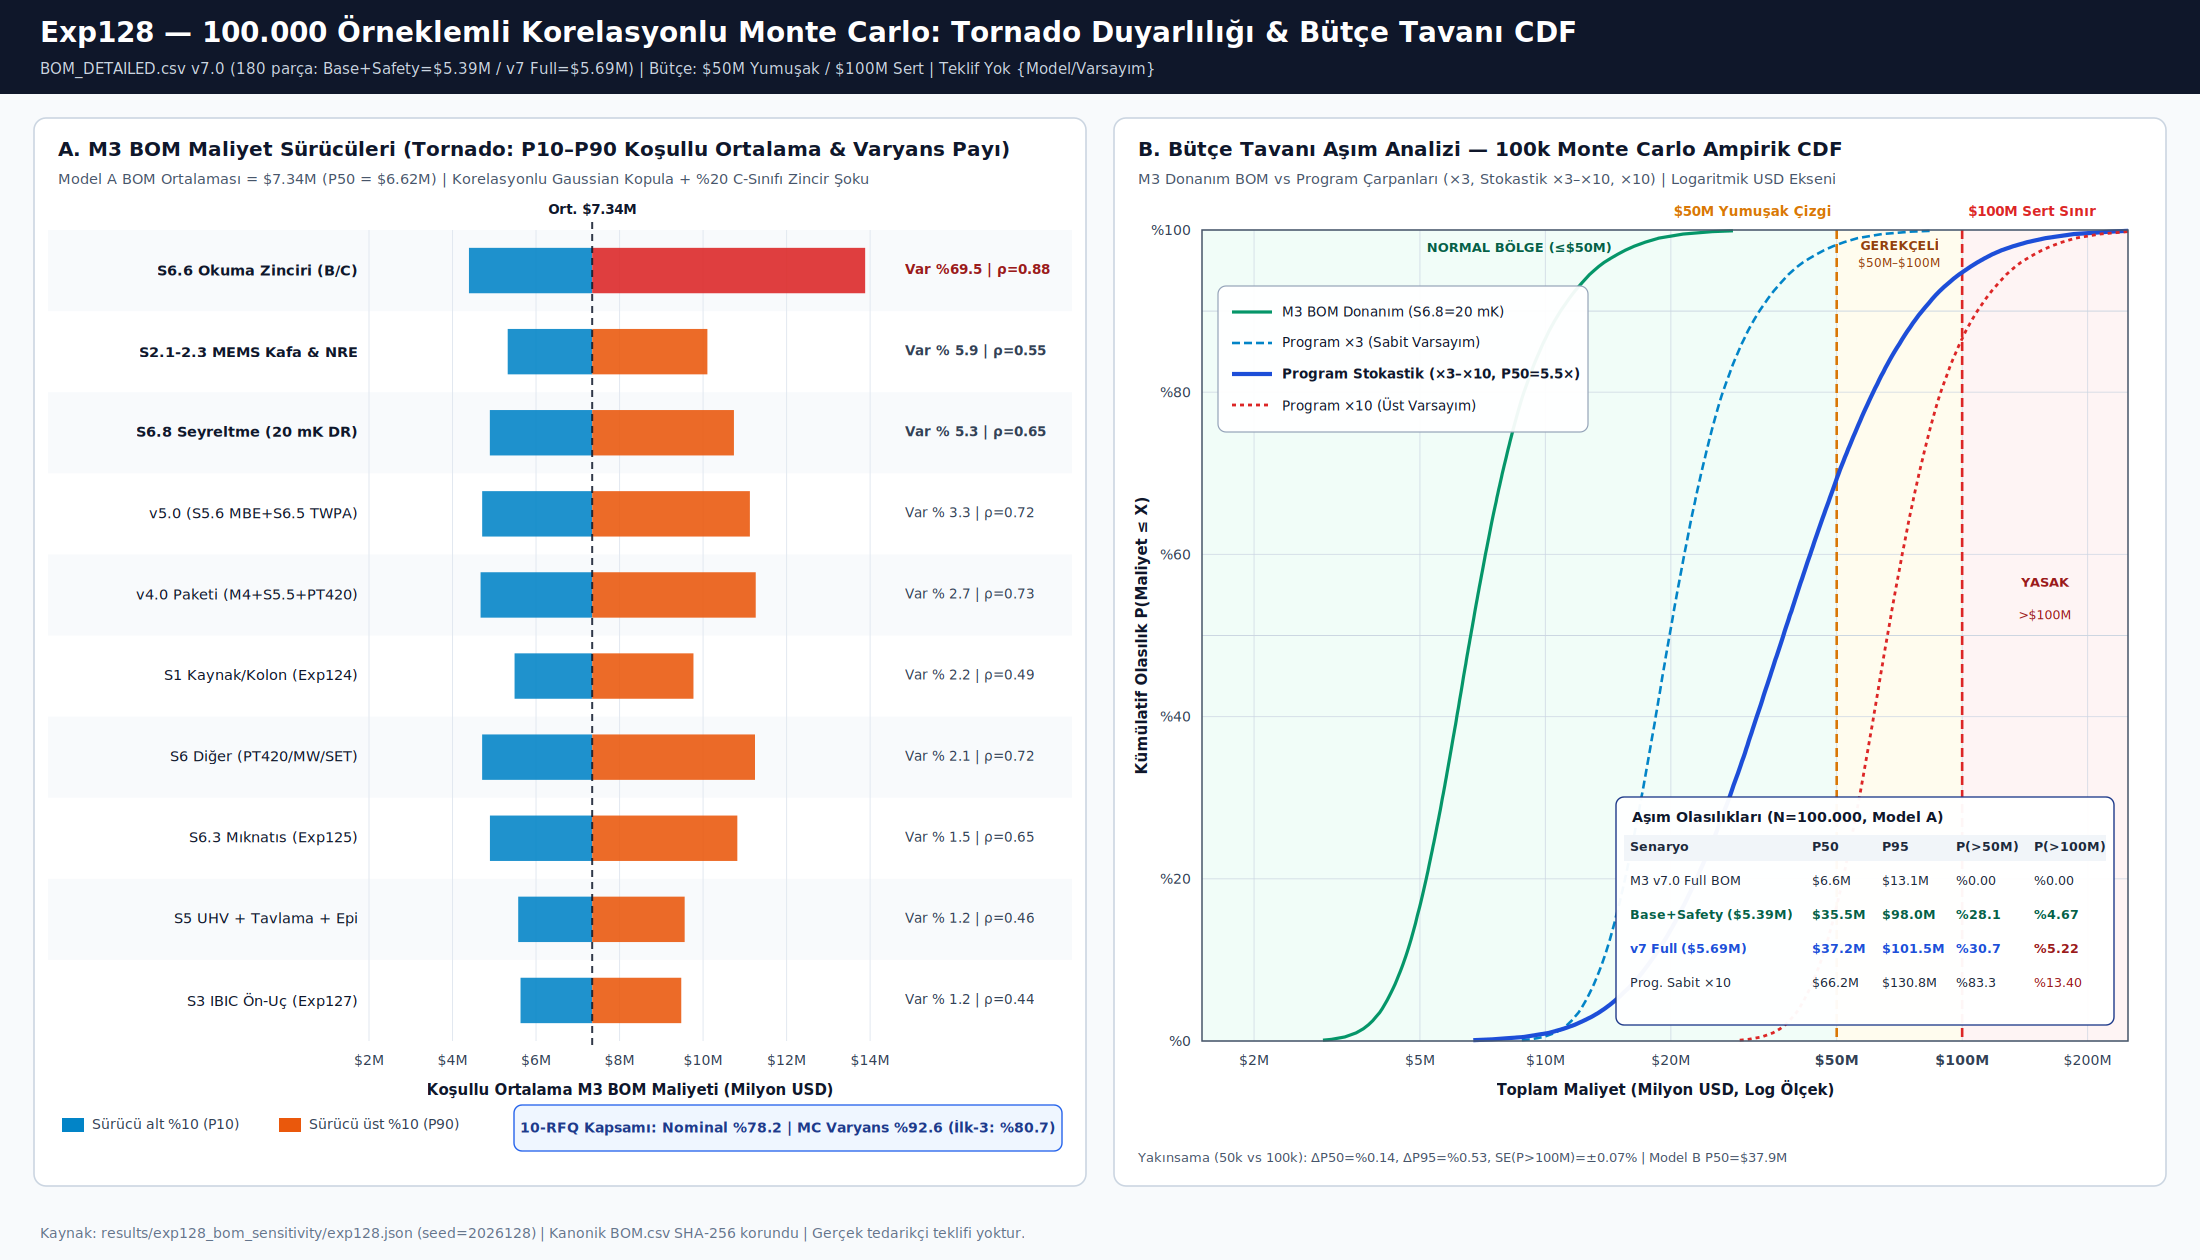 Exp128 — 100.000 Örneklemli Korelasyonlu Monte Carlo: Tornado Duyarlılığı & Bütçe Tavanı CDF
BOM_DETAILED.csv v7.0 (180 parça: Base+Safety=$5.39M / v7 Full=$5.69M) | Bütçe: $50M Yumuşak / $100M Sert | Teklif Yok {Model/Varsayım}
A. M3 BOM Maliyet Sürücüleri (Tornado: P10–P90 Koşullu Ortalama & Varyans Payı)
Model A BOM Ortalaması = $7.34M (P50 = $6.62M) | Korelasyonlu Gaussian Kopula + %20 C-Sınıfı Zincir Şoku
Ort. $7.34M
S6.6 Okuma Zinciri (B/C)
Var %69.5 | ρ=0.88
S2.1-2.3 MEMS Kafa & NRE
Var % 5.9 | ρ=0.55
S6.8 Seyreltme (20 mK DR)
Var % 5.3 | ρ=0.65
v5.0 (S5.6 MBE+S6.5 TWPA)
Var % 3.3 | ρ=0.72
v4.0 Paketi (M4+S5.5+PT420)
Var % 2.7 | ρ=0.73
S1 Kaynak/Kolon (Exp124)
Var % 2.2 | ρ=0.49
S6 Diğer (PT420/MW/SET)
Var % 2.1 | ρ=0.72
S6.3 Mıknatıs (Exp125)
Var % 1.5 | ρ=0.65
S5 UHV + Tavlama + Epi
Var % 1.2 | ρ=0.46
S3 IBIC Ön-Uç (Exp127)
Var % 1.2 | ρ=0.44
$2M $4M $6M $8M $10M $12M $14M
Koşullu Ortalama M3 BOM Maliyeti (Milyon USD)
Sürücü alt %10 (P10)
Sürücü üst %10 (P90)
10-RFQ Kapsamı: Nominal %78.2 | MC Varyans %92.6 (İlk-3: %80.7)
B. Bütçe Tavanı Aşım Analizi — 100k Monte Carlo Ampirik CDF
M3 Donanım BOM vs Program Çarpanları (×3, Stokastik ×3–×10, ×10) | Logaritmik USD Ekseni
$50M Yumuşak Çizgi
$100M Sert Sınır
%100
%80
%60
%40
%20
%0
Kümülatif Olasılık P(Maliyet ≤ X)
NORMAL BÖLGE (≤$50M)
GEREKÇELİ
$50M–$100M
YASAK
>$100M
M3 BOM Donanım (S6.8=20 mK)
Program ×3 (Sabit Varsayım)
Program Stokastik (×3–×10, P50=5.5×)
Program ×10 (Üst Varsayım)
Aşım Olasılıkları (N=100.000, Model A)
Senaryo P50 P95 P(>50M) P(>100M)
M3 v7.0 Full BOM $6.6M $13.1M %0.00 %0.00
Base+Safety ($5.39M) $35.5M $98.0M %28.1 %4.67
v7 Full ($5.69M) $37.2M $101.5M %30.7 %5.22
Prog. Sabit ×10 $66.2M $130.8M %83.3 %13.40
$2M $5M $10M $20M $50M $100M $200M
Toplam Maliyet (Milyon USD, Log Ölçek)
Yakınsama (50k vs 100k): ΔP50=%0.14, ΔP95=%0.53, SE(P>100M)=±0.07% | Model B P50=$37.9M
Kaynak: results/exp128_bom_sensitivity/exp128.json (seed=2026128) | Kanonik BOM.csv SHA-256 korundu | Gerçek tedarikçi teklifi yoktur.